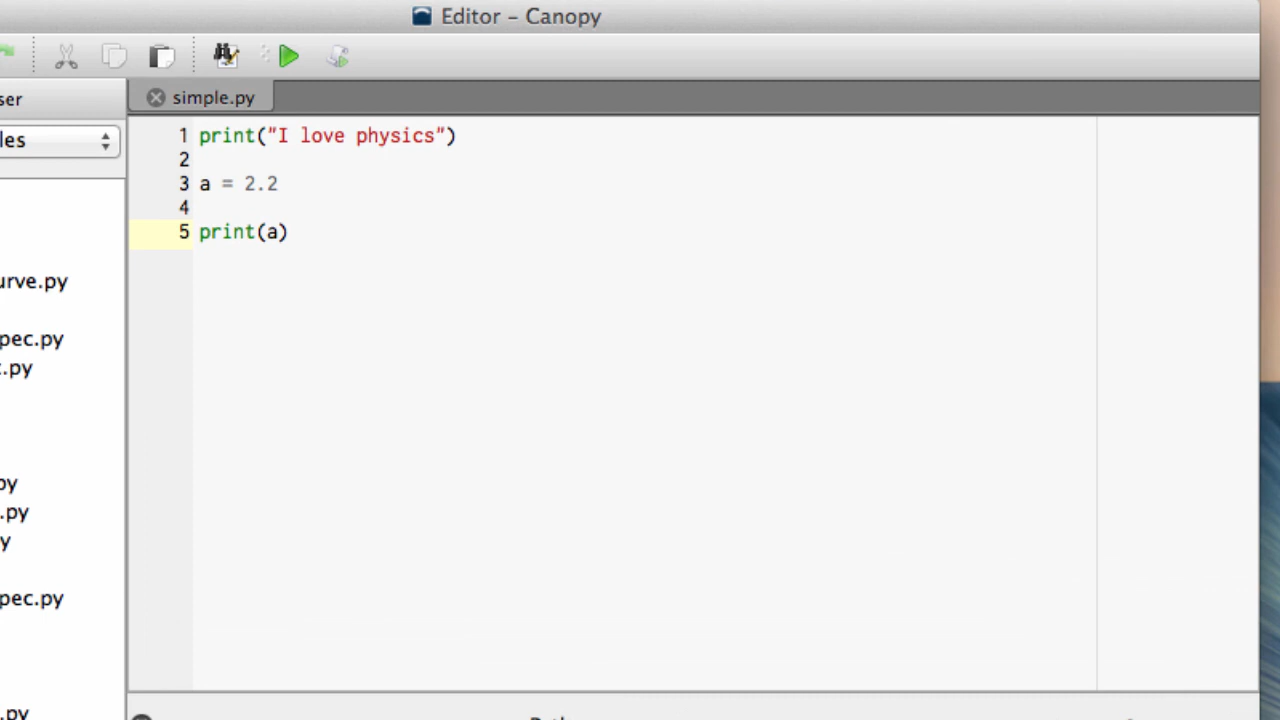 Editor – Canopy
ser
simple.py
les
1 print("I love physics")
2
3 a = 2.2
4
5 print(a)
urve.py
pec.py
.py
py
.py
y
pec.py
.py